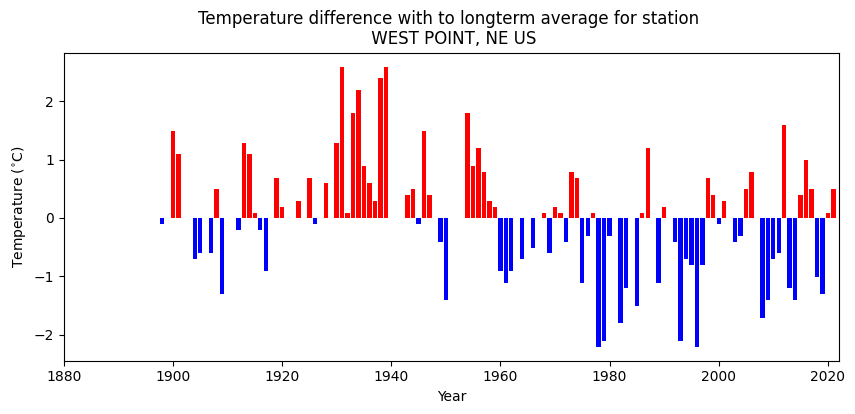 Temperature difference with to longterm average for station
WEST POINT, NE US
Temperature (°C)
2
1
0
−1
−2
1880 1900 1920 1940 1960 1980 2000 2020
Year